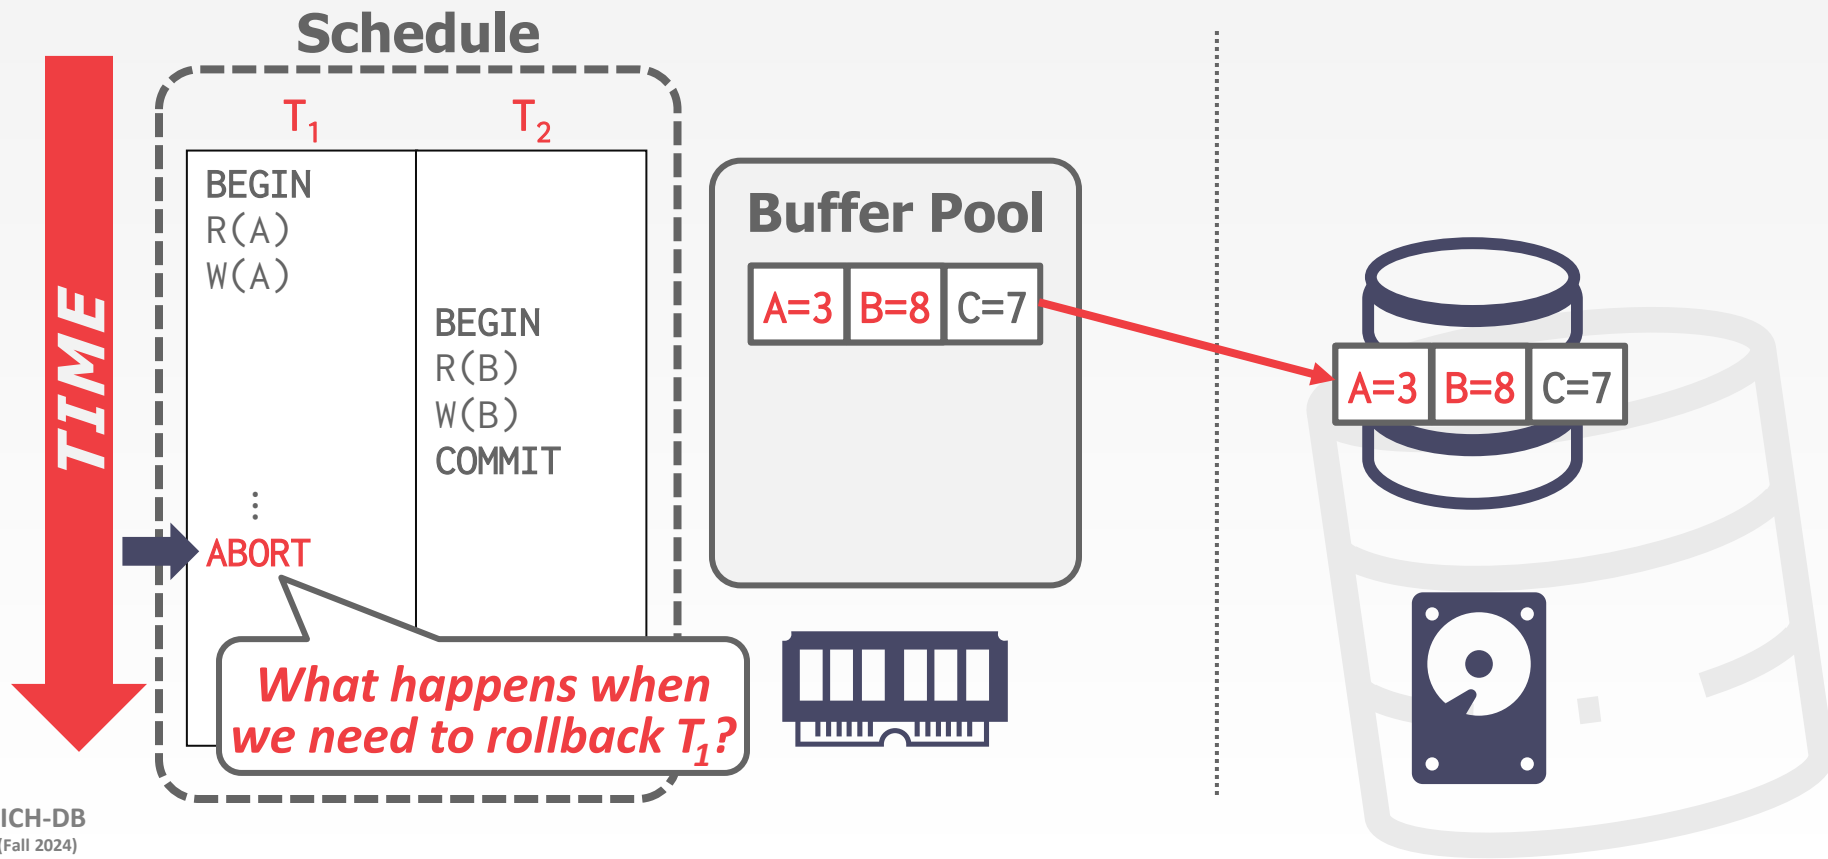 Schedule
T1 T2
BEGIN
R(A)
W(A)
BEGIN
R(B)
W(B)
COMMIT
⋮
ABORT
What happens when
we need to rollback T1?
TIME
Buffer Pool
A=3 B=8 C=7
A=3 B=8 C=7
ICH-DB
(Fall 2024)